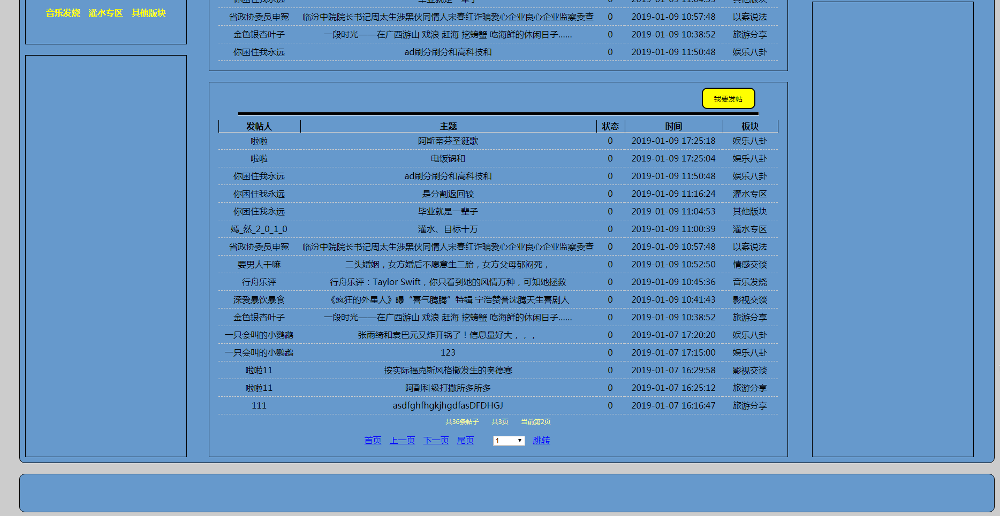 音乐发烧 灌水专区 其他版块
你困住我永远 毕业就是一辈子 0 2019-01-09 11:04:53 其他版块
省政协委员申冤 临汾中院院长书记周太生涉黑伙同情人宋春红诈骗爱心企业良心企业监察委查 0 2019-01-09 10:57:48 以案说法
金色银杏叶子 一段时光——在广西游山 戏浪 赶海 挖螃蟹 吃海鲜的休闲日子...... 0 2019-01-09 10:38:52 旅游分享
你困住我永远 ad刷分刷分和高科技和 0 2019-01-09 11:50:48 娱乐八卦
我要发帖
发帖人 主题 状态 时间 板块
啦啦 阿斯蒂芬圣诞歌 0 2019-01-09 17:25:18 娱乐八卦
啦啦 电饭锅和 0 2019-01-09 17:25:04 娱乐八卦
你困住我永远 ad刷分刷分和高科技和 0 2019-01-09 11:50:48 娱乐八卦
你困住我永远 是分割返回较 0 2019-01-09 11:16:24 灌水专区
你困住我永远 毕业就是一辈子 0 2019-01-09 11:04:53 其他版块
嫣_然_2_0_1_0 灌水、目标十万 0 2019-01-09 11:00:39 灌水专区
省政协委员申冤 临汾中院院长书记周太生涉黑伙同情人宋春红诈骗爱心企业良心企业监察委查 0 2019-01-09 10:57:48 以案说法
要男人干嘛 二头婚姻，女方婚后不愿意生二胎，女方父母郁闷死， 0 2019-01-09 10:52:50 情感交谈
行舟乐评 行舟乐评：Taylor Swift，你只看到她的风情万种，可知她拯救 0 2019-01-09 10:45:36 音乐发烧
深爱暴饮暴食 《疯狂的外星人》曝“喜气腾腾”特辑 宁浩赞誉沈腾天生喜剧人 0 2019-01-09 10:41:43 影视交谈
金色银杏叶子 一段时光——在广西游山 戏浪 赶海 挖螃蟹 吃海鲜的休闲日子...... 0 2019-01-09 10:38:52 旅游分享
一只会叫的小鹦鹉 张雨绮和袁巴元又炸开锅了！信息量好大，，， 0 2019-01-07 17:20:20 娱乐八卦
一只会叫的小鹦鹉 123 0 2019-01-07 17:15:00 娱乐八卦
啦啦11 按实际福克斯风格撒发生的奥德赛 0 2019-01-07 16:29:58 影视交谈
啦啦11 阿副科级打撒所多所多 0 2019-01-07 16:25:12 旅游分享
111 asdfghfhgkjhgdfasDFDHGJ 0 2019-01-07 16:16:47 旅游分享
共36条帖子 共3页 当前第2页
首页 上一页 下一页 尾页 1 跳转